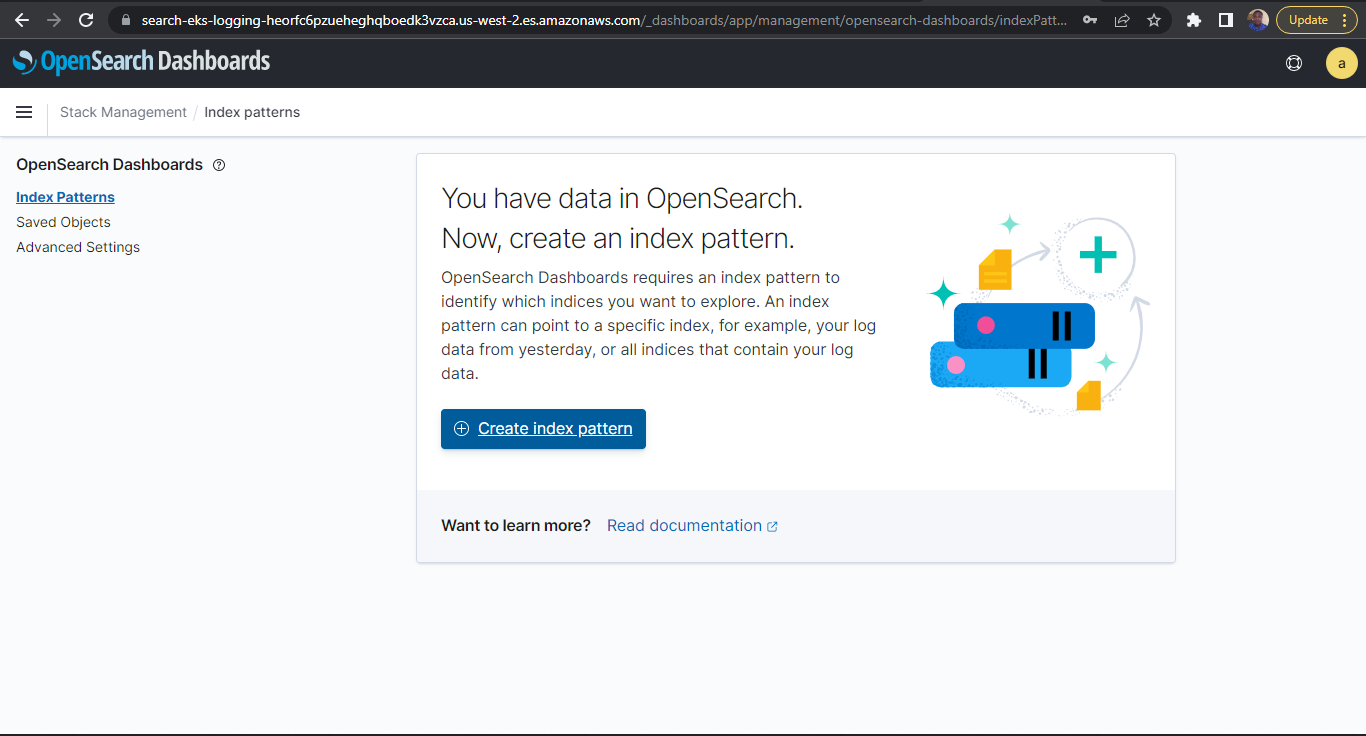 search-eks-logging-heorfc6pzueheghqboedk3vzca.us-west-2.es.amazonaws.com/_dashboards/app/management/opensearch-dashboards/indexPatt...
Update
OpenSearch Dashboards
a
Stack Management / Index patterns
OpenSearch Dashboards
Index Patterns
Saved Objects
Advanced Settings
You have data in OpenSearch.
Now, create an index pattern.
OpenSearch Dashboards requires an index pattern to
identify which indices you want to explore. An index
pattern can point to a specific index, for example, your log
data from yesterday, or all indices that contain your log
data.
Create index pattern
Want to learn more? Read documentation